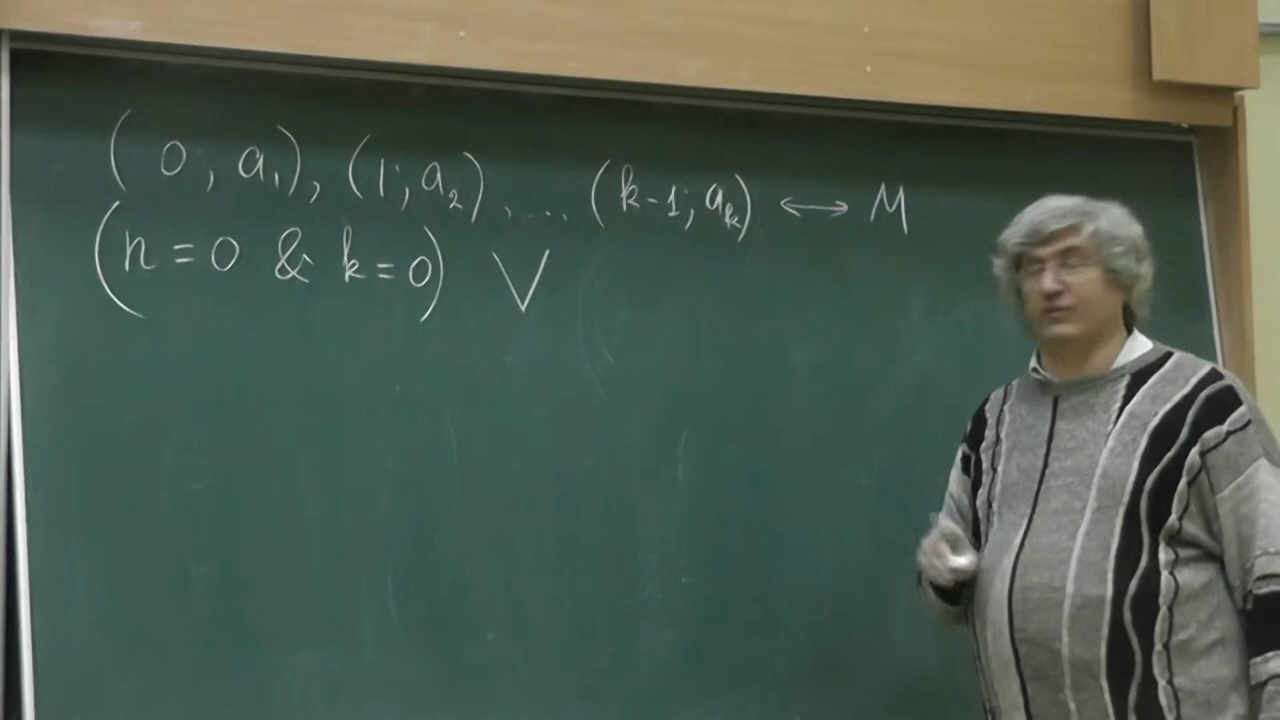 (0, a₁), (1; a₂), ... (k-1; aₖ) ↔ M
(n=0 & k=0) ∨